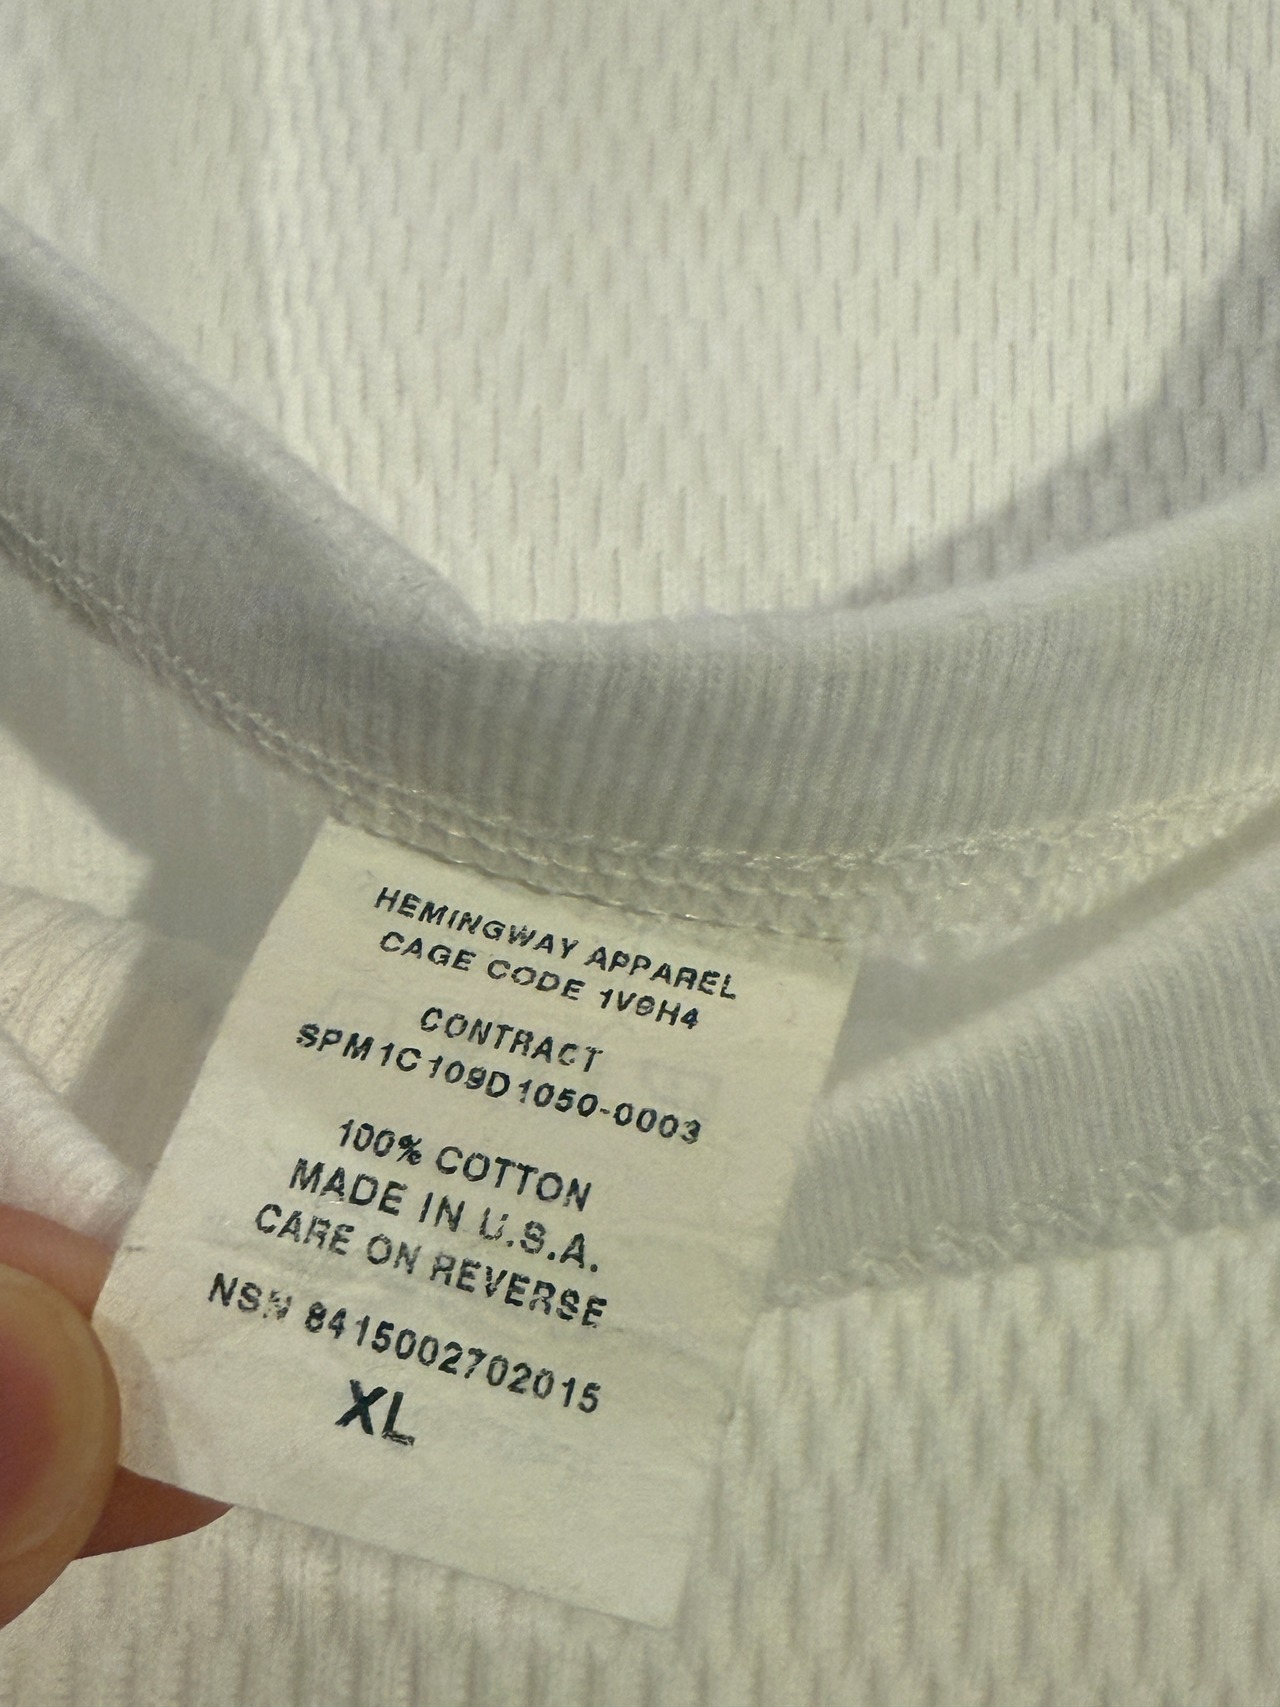 HEMINGWAY APPAREL
CAGE CODE 1V9H4
CONTRACT
SPM1C109D1050-0003
100% COTTON
MADE IN U.S.A.
CARE ON REVERSE
NSN 8415002702015
XL